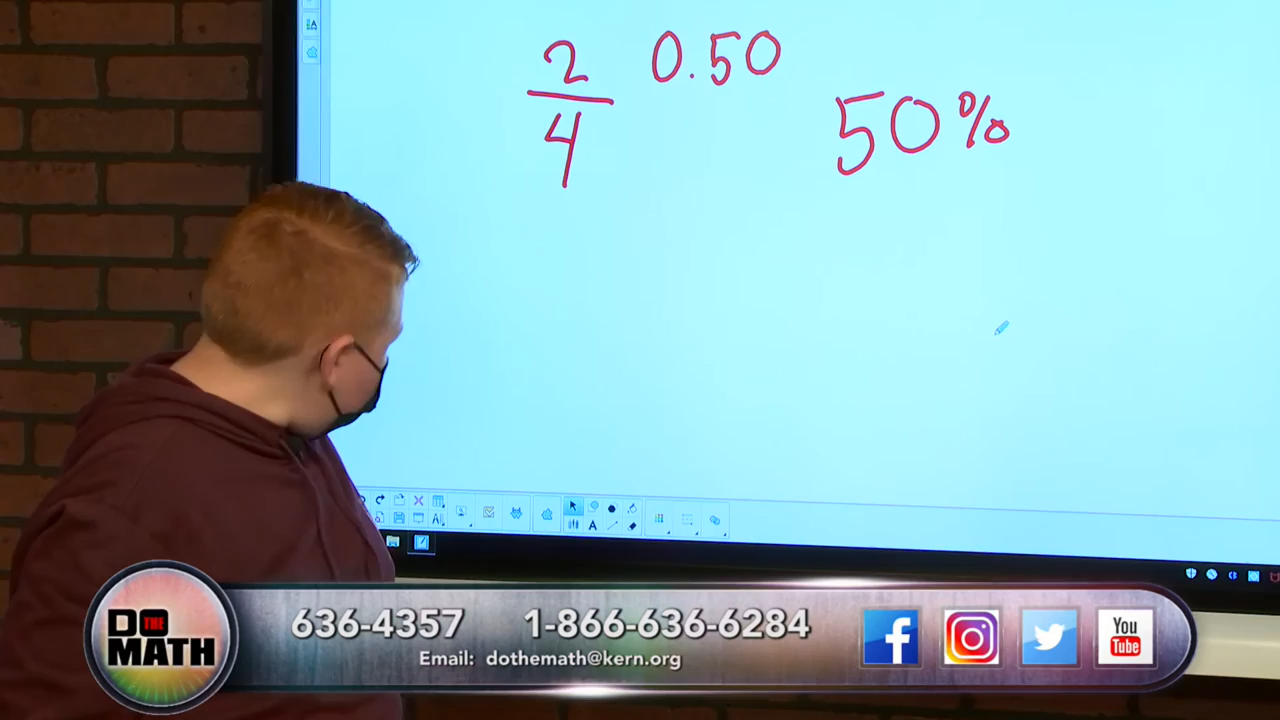 2
4
0.50
50%
DO THE MATH
636-4357 1-866-636-6284
Email: dothemath@kern.org
You
Tube